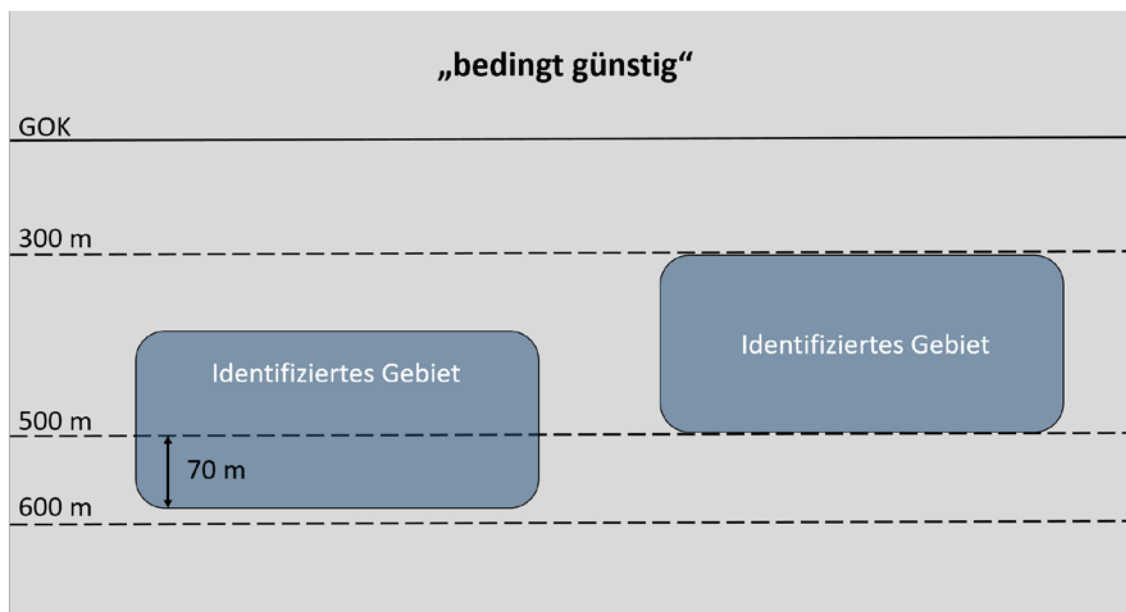 „bedingt günstig“
GOK
300 m
Identifiziertes Gebiet
Identifiziertes Gebiet
500 m
70 m
600 m